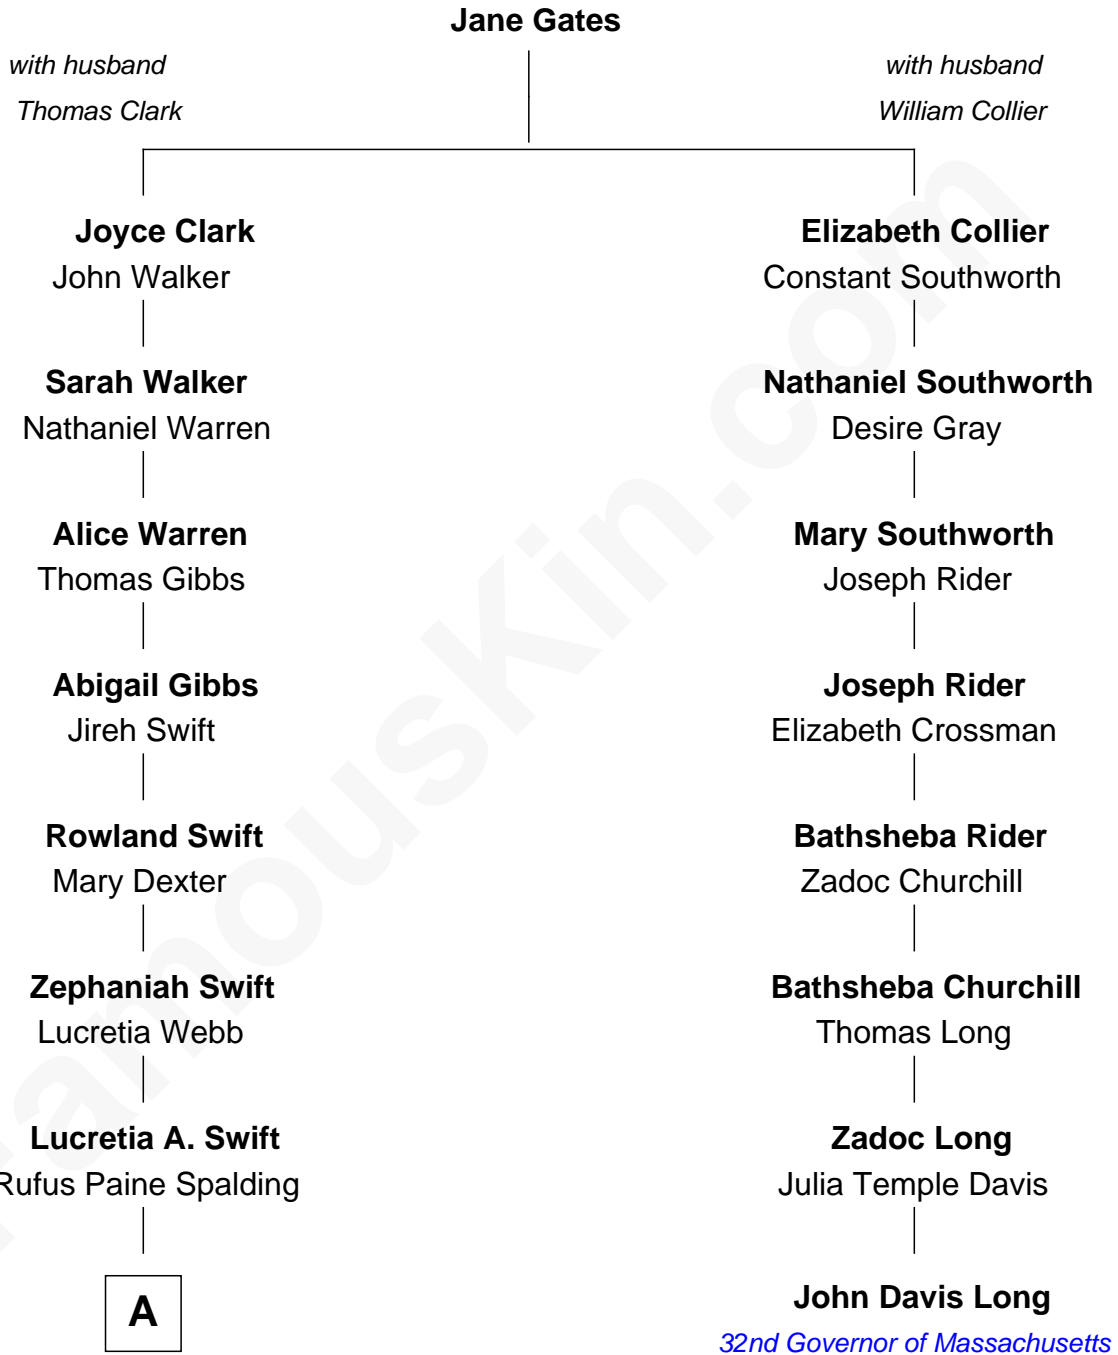 Jane Gates
with husband
Thomas Clark
with husband
William Collier
Joyce Clark
John Walker
Sarah Walker
Nathaniel Warren
Alice Warren
Thomas Gibbs
Abigail Gibbs
Jireh Swift
Rowland Swift
Mary Dexter
Zephaniah Swift
Lucretia Webb
Lucretia A. Swift
Rufus Paine Spalding
A
Elizabeth Collier
Constant Southworth
Nathaniel Southworth
Desire Gray
Mary Southworth
Joseph Rider
Joseph Rider
Elizabeth Crossman
Bathsheba Rider
Zadoc Churchill
Bathsheba Churchill
Thomas Long
Zadoc Long
Julia Temple Davis
John Davis Long
32nd Governor of Massachusetts
FamousKin.com